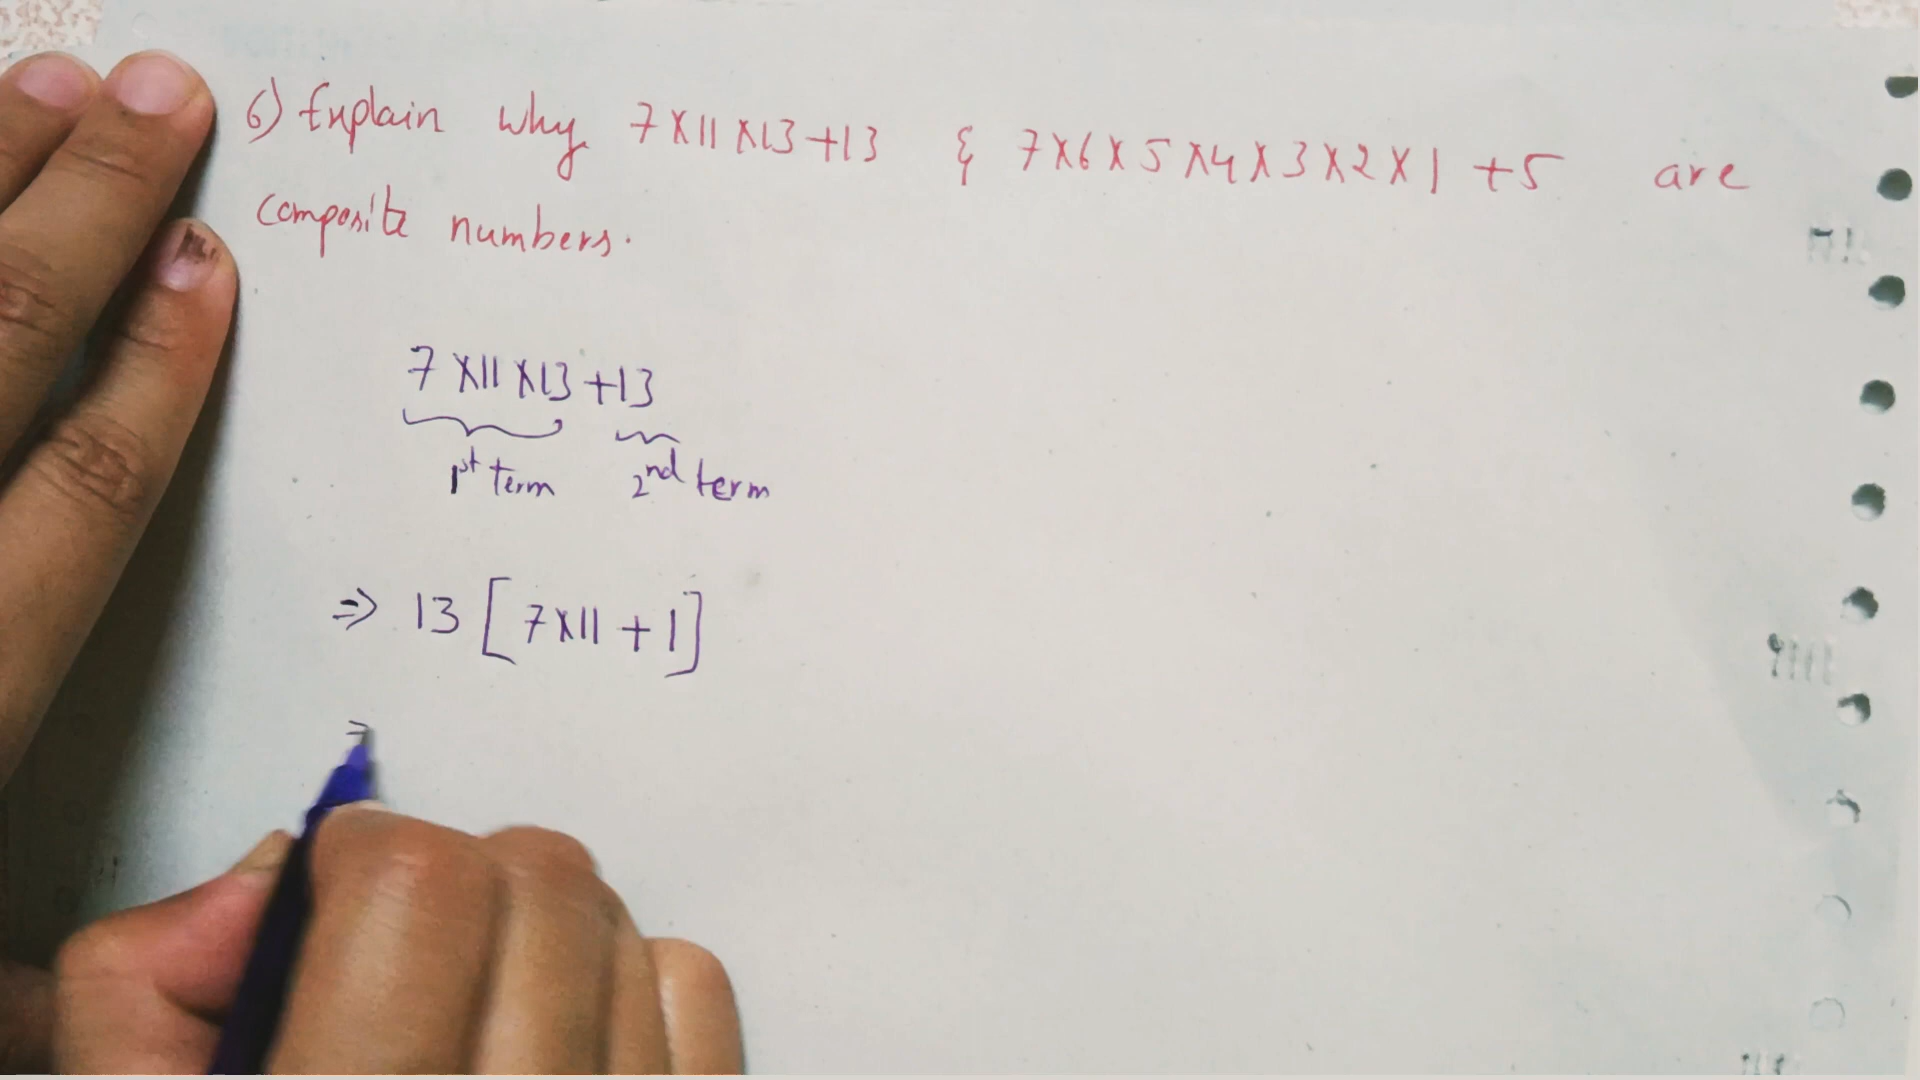 6) Explain why 7×11×13+13 & 7×6×5×4×3×2×1+5 are
composite numbers.
7×11×13+13
1st term 2nd term
⇒ 13[7×11+1]
=